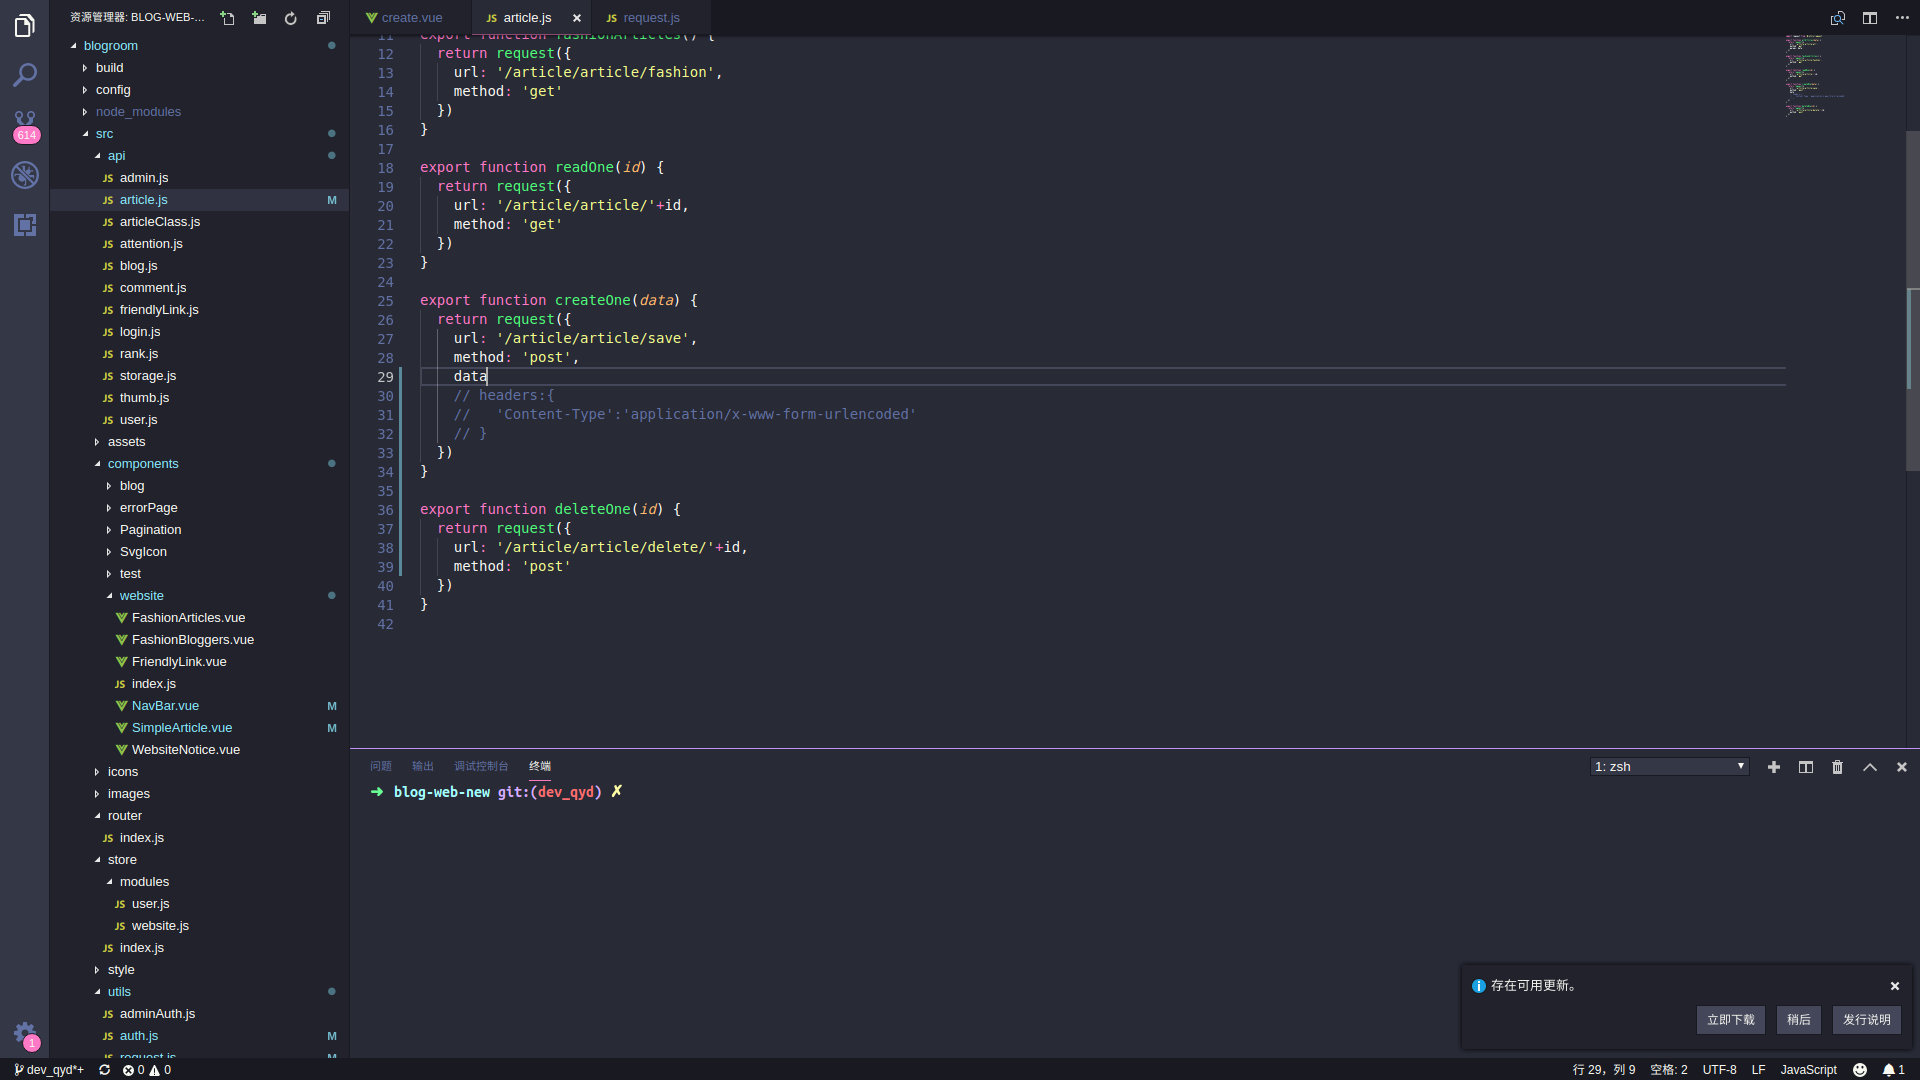 资源管理器: BLOG-WEB-...
create.vue
JS article.js
JS request.js
blogroom
build
config
node_modules
src
api
JS admin.js
JS article.js M
JS articleClass.js
JS attention.js
JS blog.js
JS comment.js
JS friendlyLink.js
JS login.js
JS rank.js
JS storage.js
JS thumb.js
JS user.js
assets
components
blog
errorPage
Pagination
SvgIcon
test
website
FashionArticles.vue
FashionBloggers.vue
FriendlyLink.vue
JS index.js
NavBar.vue M
SimpleArticle.vue M
WebsiteNotice.vue
icons
images
router
JS index.js
store
modules
JS user.js
JS website.js
JS index.js
style
utils
JS adminAuth.js
JS auth.js M
JS request.js M
614
1
11 export function fashionArticles() {
12 return request({
13 url: '/article/article/fashion',
14 method: 'get'
15 })
16 }
17
18 export function readOne(id) {
19 return request({
20 url: '/article/article/'+id,
21 method: 'get'
22 })
23 }
24
25 export function createOne(data) {
26 return request({
27 url: '/article/article/save',
28 method: 'post',
29 data
30 // headers:{
31 //   'Content-Type':'application/x-www-form-urlencoded'
32 // }
33 })
34 }
35
36 export function deleteOne(id) {
37 return request({
38 url: '/article/article/delete/'+id,
39 method: 'post'
40 })
41 }
42
问题 输出 调试控制台 终端
1: zsh
➜ blog-web-new git:(dev_qyd) ✗
存在可用更新。
立即下载 稍后 发行说明
dev_qyd*+ 0 0
行 29，列 9 空格: 2 UTF-8 LF JavaScript 1